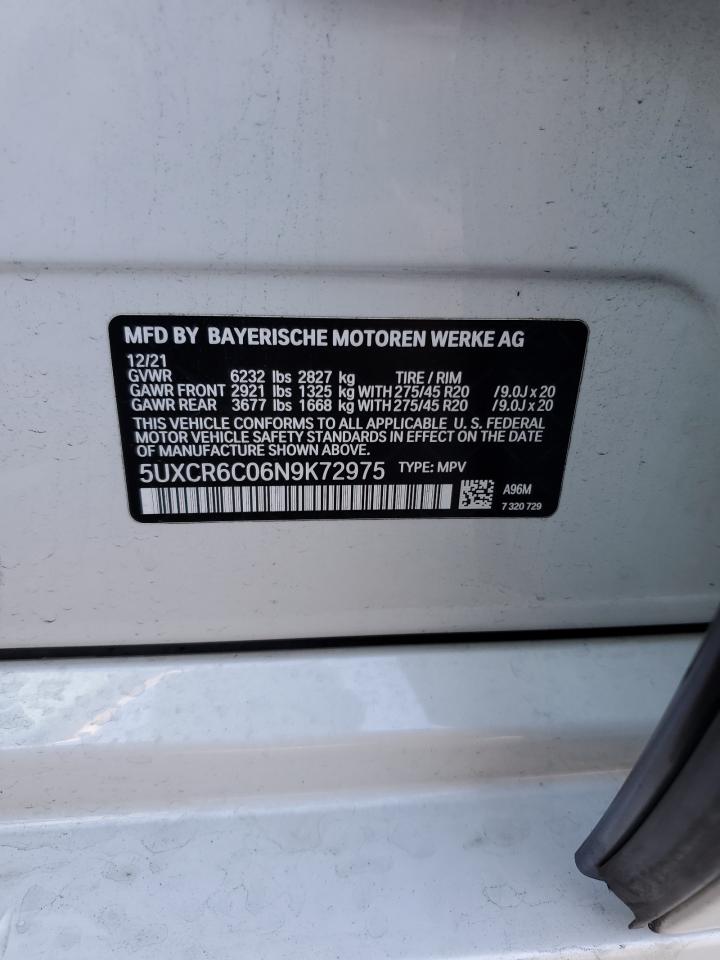 MFD BY BAYERISCHE MOTOREN WERKE AG
12/21
GVWR 6232 lbs 2827 kg TIRE / RIM
GAWR FRONT 2921 lbs 1325 kg WITH 275/45 R20 /9.0J x 20
GAWR REAR 3677 lbs 1668 kg WITH 275/45 R20 /9.0J x 20
THIS VEHICLE CONFORMS TO ALL APPLICABLE U. S. FEDERAL
MOTOR VEHICLE SAFETY STANDARDS IN EFFECT ON THE DATE
OF MANUFACTURE SHOWN ABOVE.
5UXCR6C06N9K72975 TYPE: MPV
A96M
7 320 729